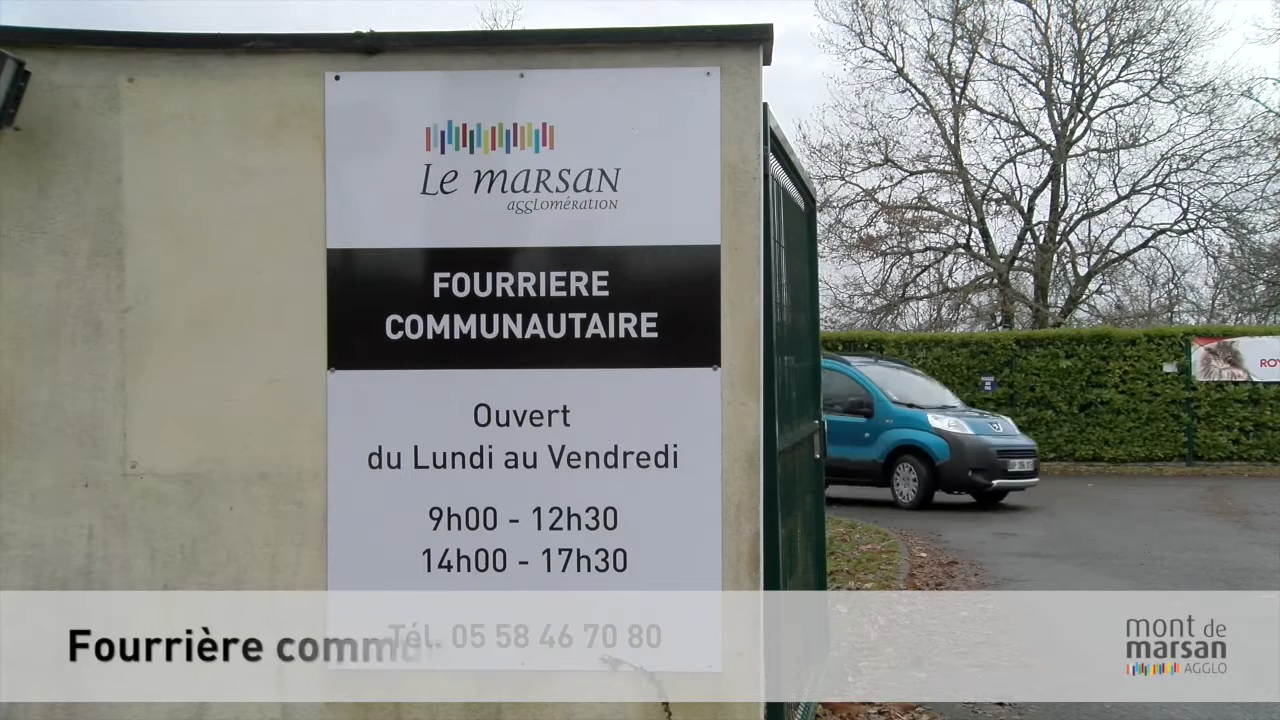 Le marsan
agglomération
FOURRIERE
COMMUNAUTAIRE
Ouvert
du Lundi au Vendredi
9h00 - 12h30
14h00 - 17h30
Tél. 05 58 46 70 80
Fourrière commu
mont de
marsan
AGGLO